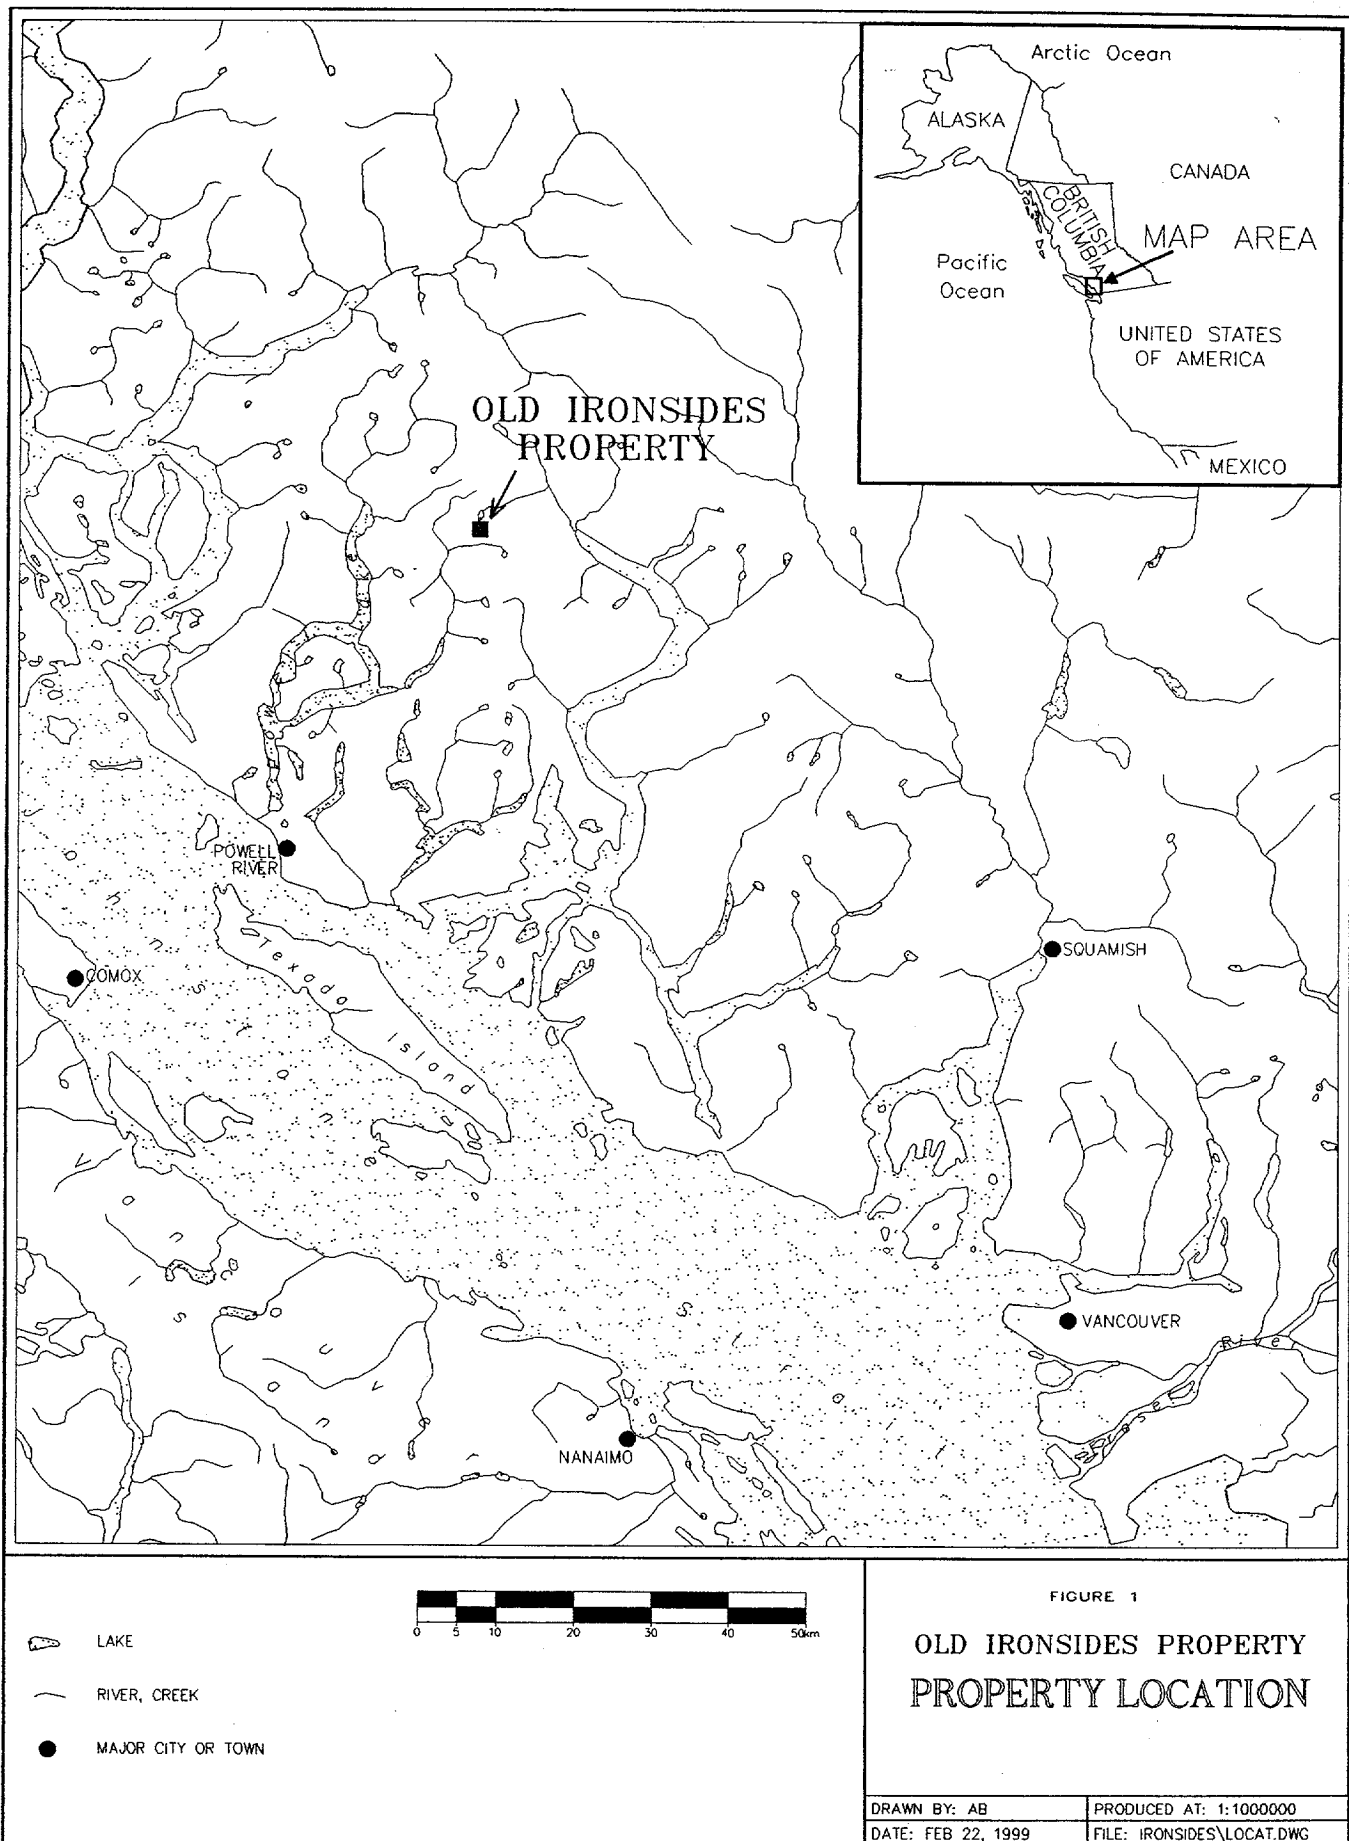 Arctic Ocean
ALASKA
CANADA
BRITISH
COLUMBIA
MAP AREA
Pacific
Ocean
UNITED STATES
OF AMERICA
MEXICO
OLD IRONSIDES
PROPERTY
POWELL
RIVER
COMOX
Texada Island
SQUAMISH
VANCOUVER
NANAIMO
Fraser River
0 5 10 20 30 40 50km
LAKE
RIVER, CREEK
MAJOR CITY OR TOWN
FIGURE 1
OLD IRONSIDES PROPERTY
PROPERTY LOCATION
DRAWN BY: AB
PRODUCED AT: 1:1000000
DATE: FEB 22, 1999
FILE: IRONSIDES\LOCAT.DWG